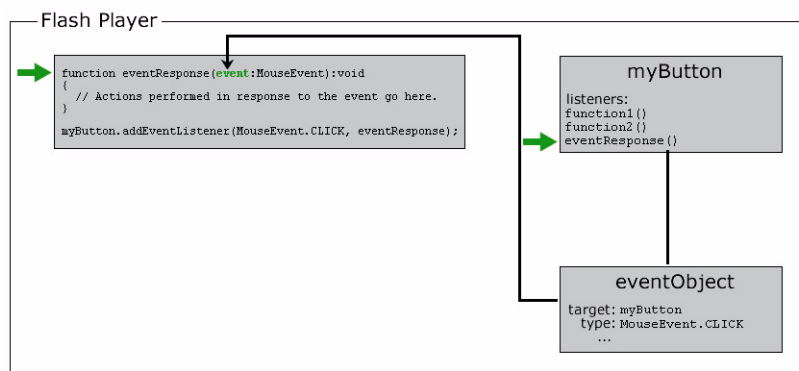 Flash Player
function eventResponse(event:MouseEvent):void
{
// Actions performed in response to the event go here.
}
myButton.addEventListener(MouseEvent.CLICK, eventResponse);
myButton
listeners:
function1()
function2()
eventResponse()
eventObject
target: myButton
type: MouseEvent.CLICK
...